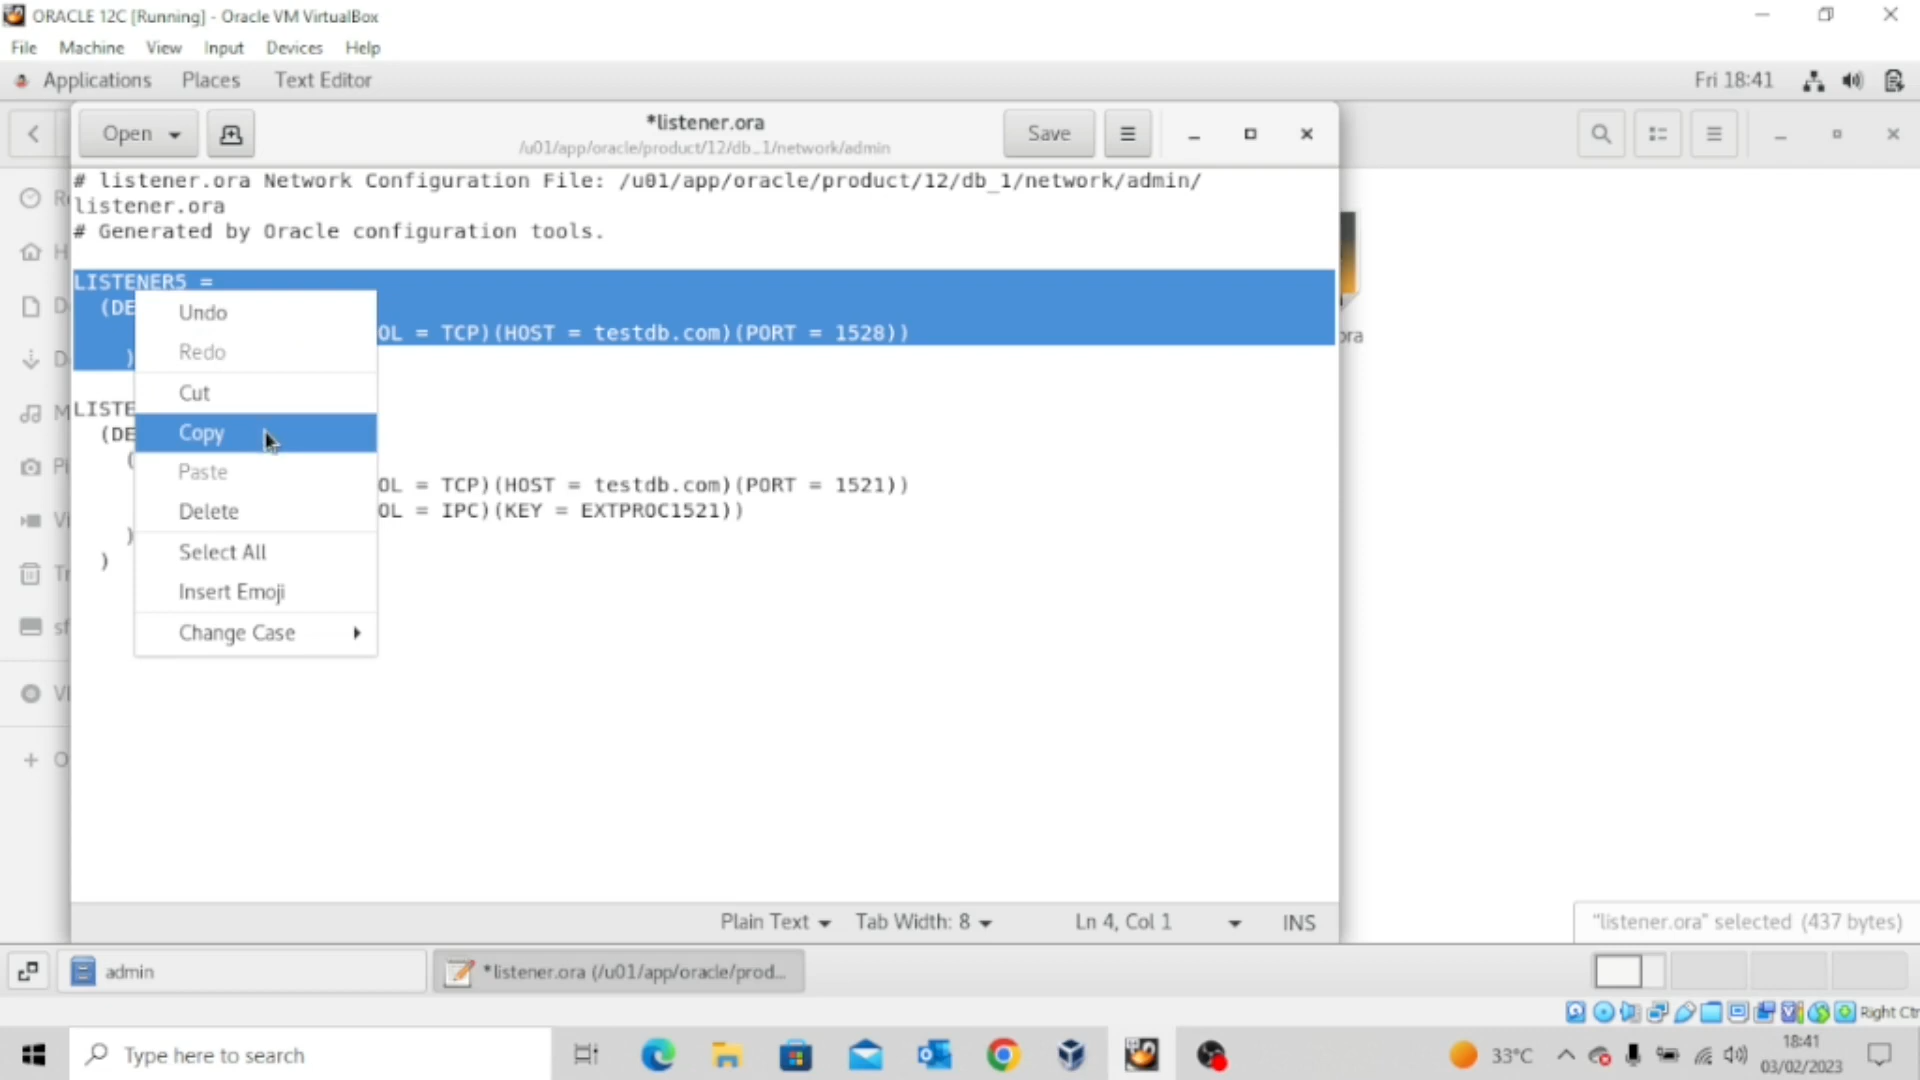 ORACLE 12C [Running] - Oracle VM VirtualBox
File Machine View Input Devices Help
Applications Places Text Editor Fri 18:41
Open *listener.ora Save
/u01/app/oracle/product/12/db_1/network/admin
# listener.ora Network Configuration File: /u01/app/oracle/product/12/db_1/network/admin/
listener.ora
# Generated by Oracle configuration tools.
LISTENER5 =
(DE
OL = TCP)(HOST = testdb.com)(PORT = 1528))
)
LISTE
(DE
(
OL = TCP)(HOST = testdb.com)(PORT = 1521))
OL = IPC)(KEY = EXTPROC1521))
)
)
Undo
Redo
Cut
Copy
Paste
Delete
Select All
Insert Emoji
Change Case
ora
Plain Text Tab Width: 8 Ln 4, Col 1 INS
"listener.ora" selected (437 bytes)
admin *listener.ora (/u01/app/oracle/prod...
Right Ctr
Type here to search 33°C 18:41
03/02/2023